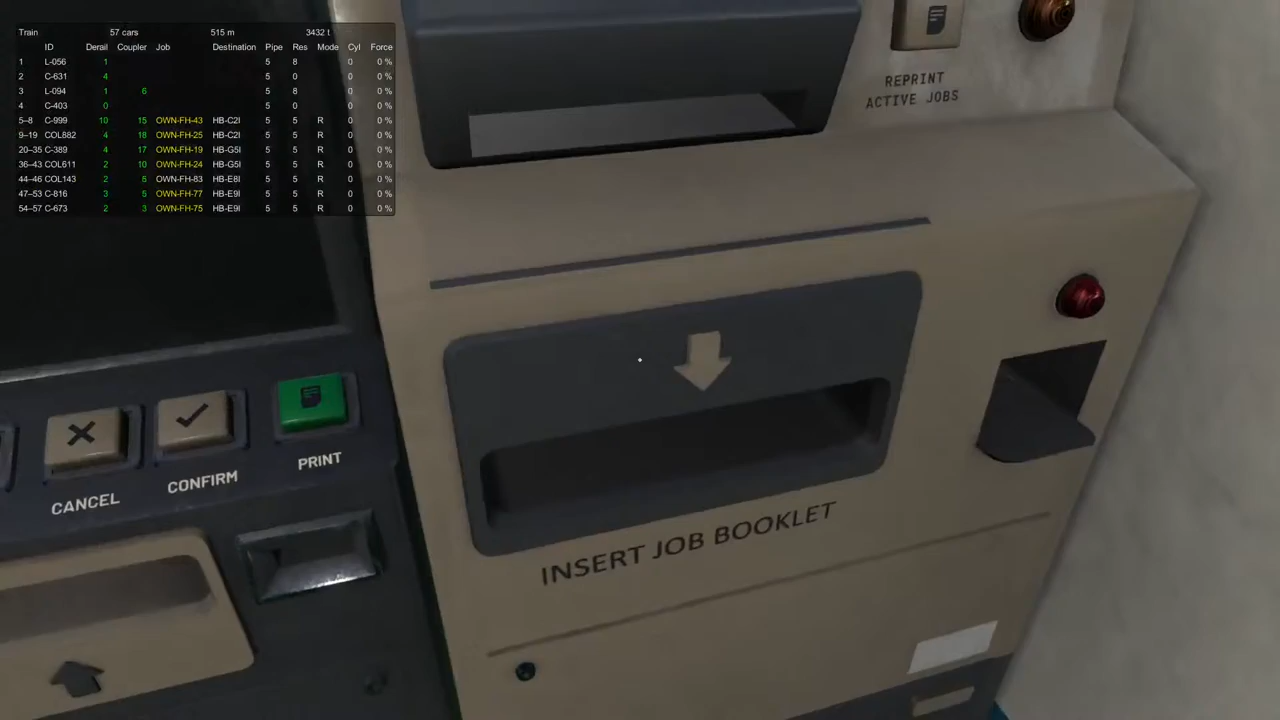 Train 57 cars 515 m 3432 t
ID Derail Coupler Job Destination Pipe Res Mode Cyl Force
1 L-056 1 5 8 0 0 %
2 C-631 4 5 0 0 0 %
3 L-094 1 6 5 8 0 0 %
4 C-403 0 5 0 0 0 %
5–8 C-999 10 15 OWN-FH-43 HB-C2I 5 5 R 0 0 %
9–19 COL882 4 18 OWN-FH-25 HB-C2I 5 5 R 0 0 %
20–35 C-389 4 17 OWN-FH-19 HB-G5I 5 5 R 0 0 %
36–43 COL611 2 10 OWN-FH-24 HB-G5I 5 5 R 0 0 %
44–46 COL143 2 5 OWN-FH-83 HB-E8I 5 5 R 0 0 %
47–53 C-816 3 5 OWN-FH-77 HB-E9I 5 5 R 0 0 %
54–57 C-673 2 3 OWN-FH-75 HB-E9I 5 5 R 0 0 %
REPRINT
ACTIVE JOBS
CANCEL
CONFIRM
PRINT
INSERT JOB BOOKLET